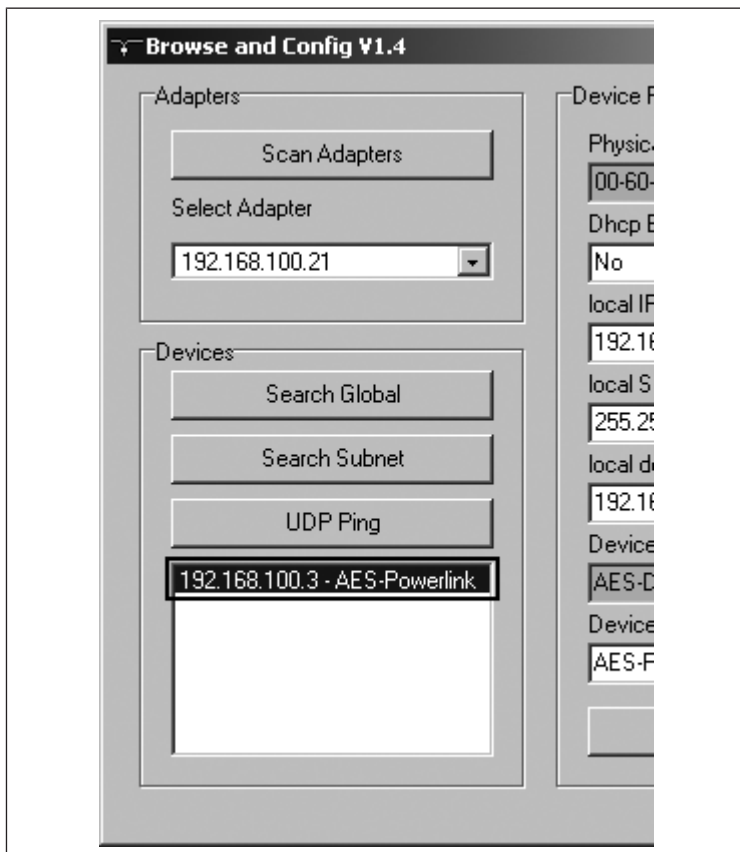 Browse and Config V1.4
Adapters
Scan Adapters
Select Adapter
192.168.100.21
Devices
Search Global
Search Subnet
UDP Ping
192.168.100.3 - AES-Powerlink
Device
Physic
00-60-
Dhcp
No
local
192.16
local S
255.25
local
192.16
Device
AES-
Device
AES-